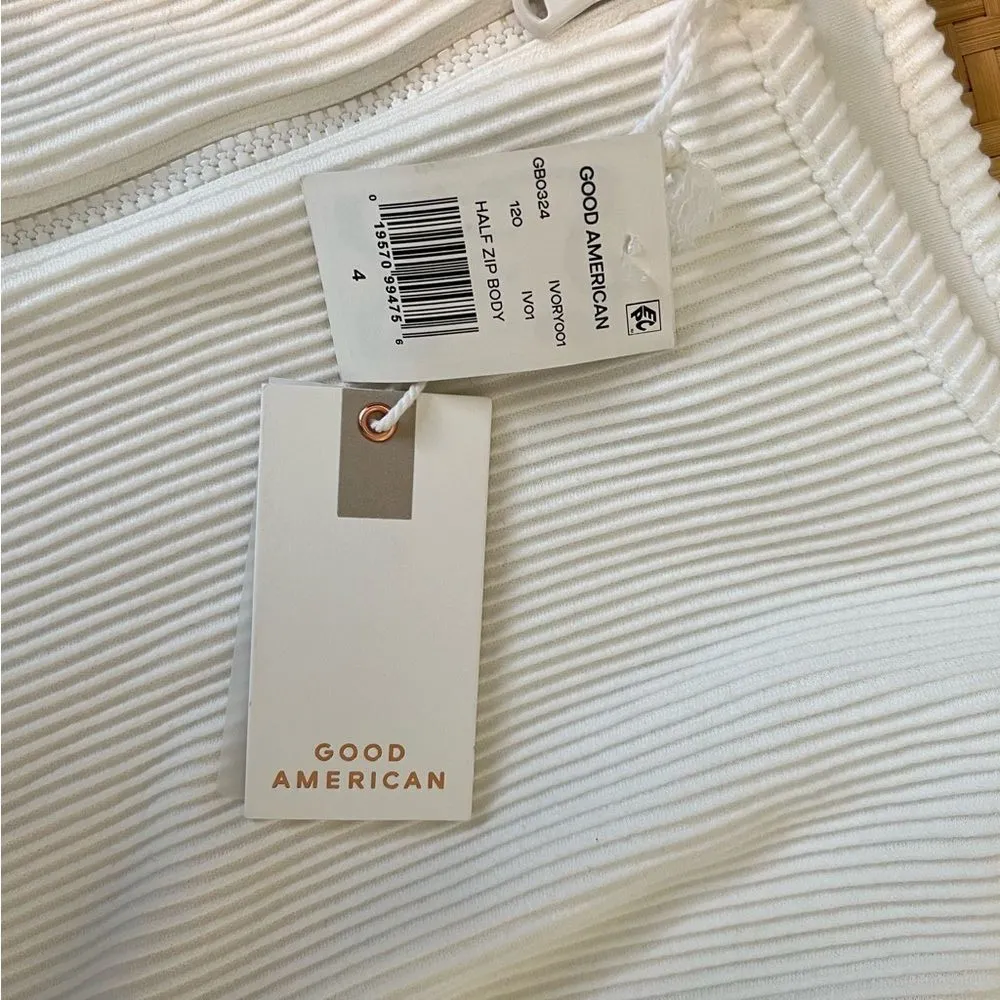 GOOD AMERICAN
GB0324 IVORY001
120 IV01
HALF ZIP BODY
0 19570 99475 6
4
GOOD
AMERICAN